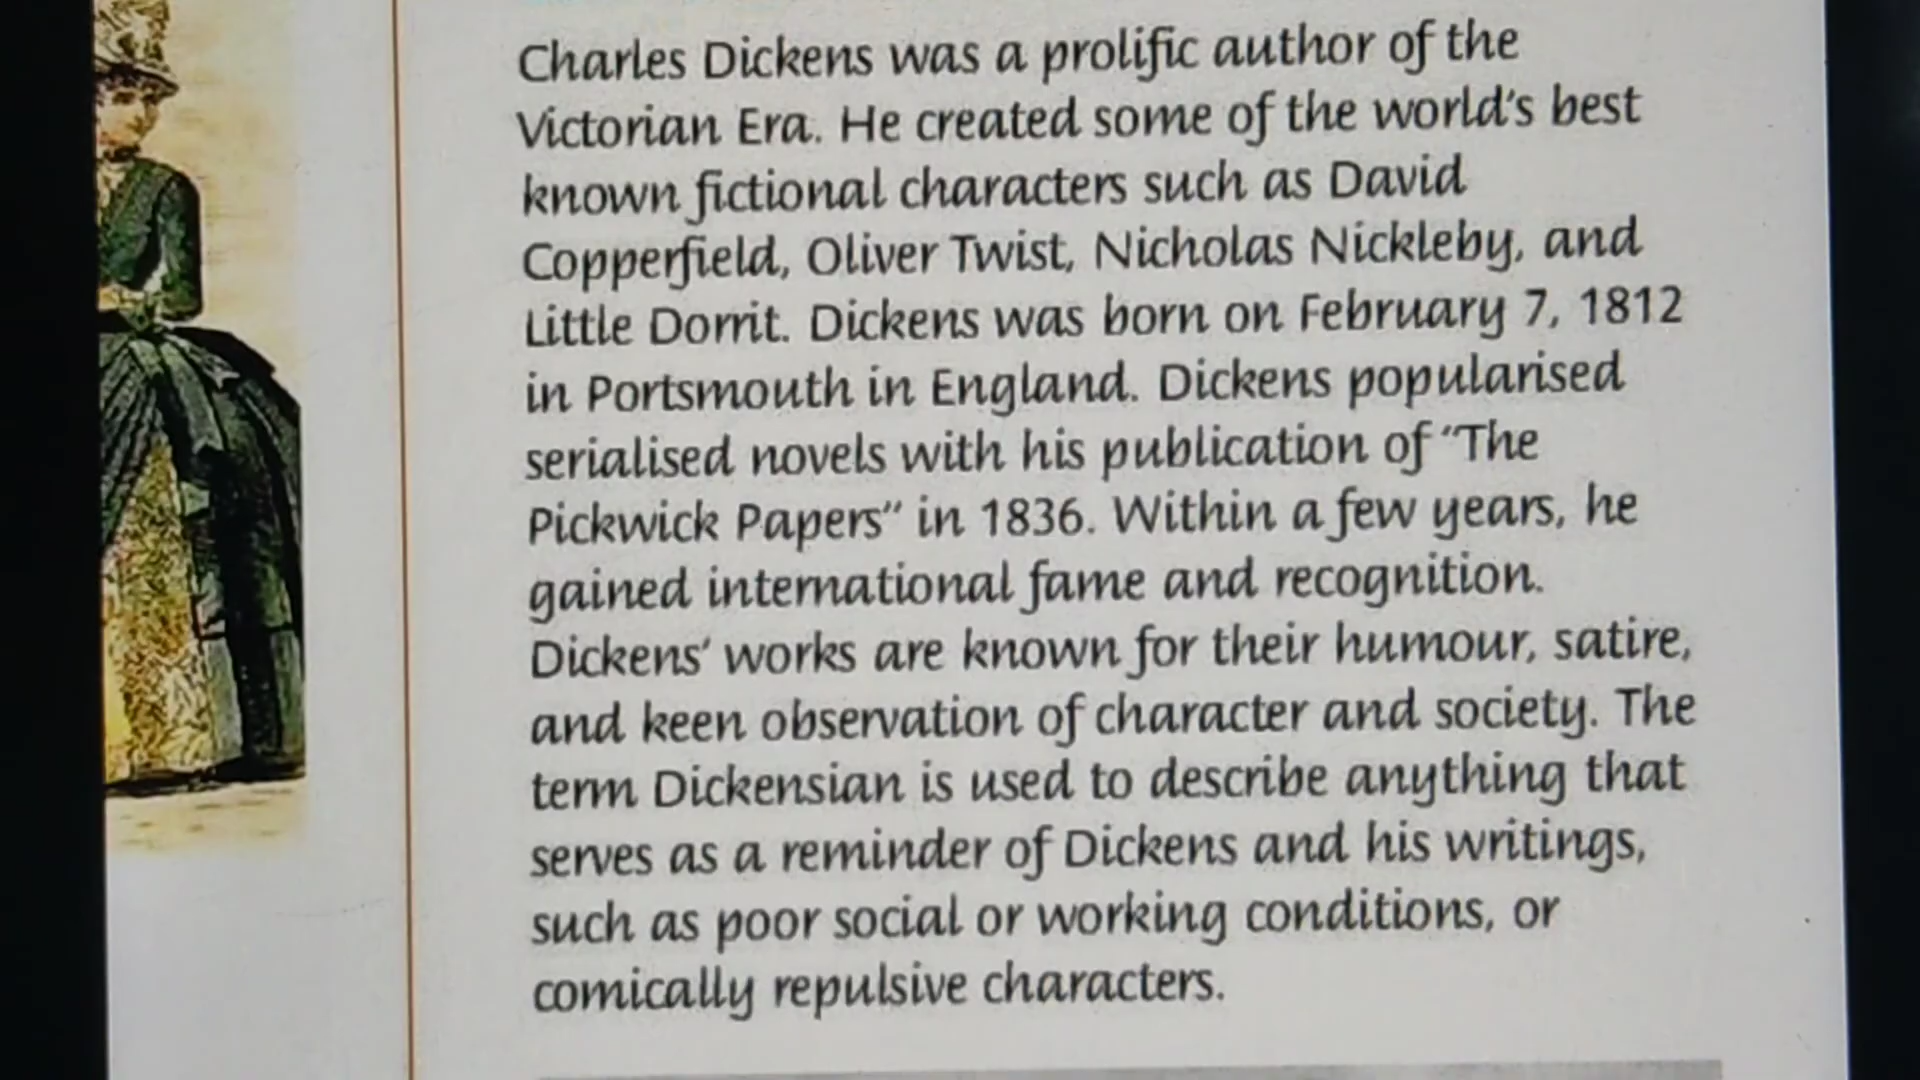 Charles Dickens was a prolific author of the
Victorian Era. He created some of the world's best
known fictional characters such as David
Copperfield, Oliver Twist, Nicholas Nickleby, and
Little Dorrit. Dickens was born on February 7, 1812
in Portsmouth in England. Dickens popularised
serialised novels with his publication of “The
Pickwick Papers” in 1836. Within a few years, he
gained international fame and recognition.
Dickens’ works are known for their humour, satire,
and keen observation of character and society. The
term Dickensian is used to describe anything that
serves as a reminder of Dickens and his writings,
such as poor social or working conditions, or
comically repulsive characters.